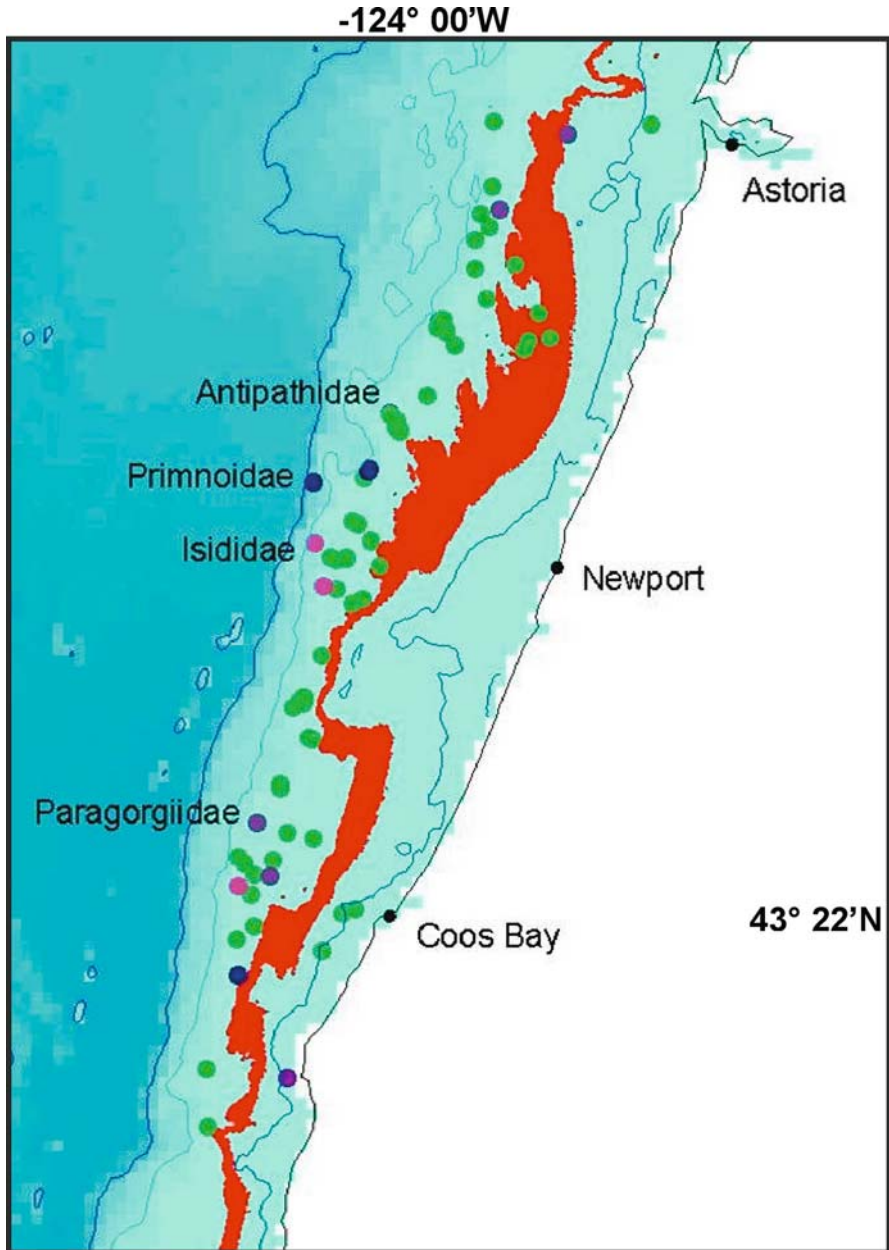 -124° 00’W
Astoria
Antipathidae
Primnoidae
Isididae
Newport
Paragorgiidae
43° 22’N
Coos Bay